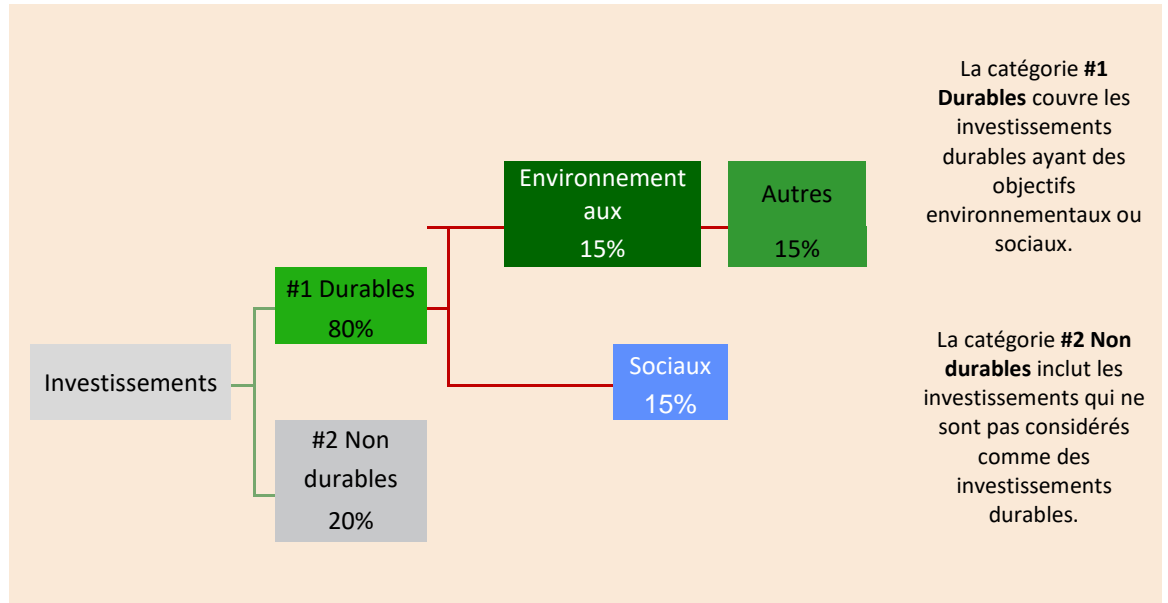 Investissements
#1 Durables
80%
#2 Non
durables
20%
Environnement
aux
15%
Autres
15%
Sociaux
15%
La catégorie #1
Durables couvre les
investissements
durables ayant des
objectifs
environnementaux ou
sociaux.
La catégorie #2 Non
durables inclut les
investissements qui ne
sont pas considérés
comme des
investissements
durables.